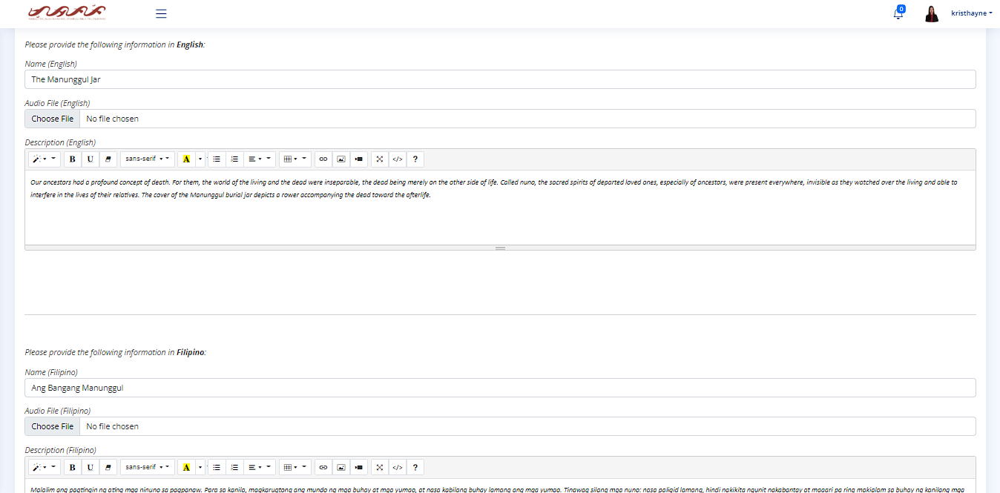 0
kristhayne
Please provide the following information in English:
Name (English)
The Manunggul Jar
Audio File (English)
Choose File No file chosen
Description (English)
B U sans-serif A </> ?
Our ancestors had a profound concept of death. For them, the world of the living and the dead were inseparable, the dead being merely on the other side of life. Called nuno, the sacred spirits of departed loved ones, especially of ancestors, were present everywhere, invisible as they watched over the living and able to
interfere in the lives of their relatives. The cover of the Manunggul burial jar depicts a rower accompanying the dead toward the afterlife.
Please provide the following information in Filipino:
Name (Filipino)
Ang Bangang Manunggul
Audio File (Filipino)
Choose File No file chosen
Description (Filipino)
B U sans-serif A </> ?
Malalim ang pagtingin ng ating mga ninuno sa pagpanaw. Para sa kanila, magkarugtong ang mundo ng mga buhay at mga yumao, at nasa kabilang buhay lamang ang mga yumao. Tinawag silang mga nuno: nasa paligid lamang, hindi nakikita ngunit nakabantay at maaari pa ring makialam sa buhay ng kanilang mga